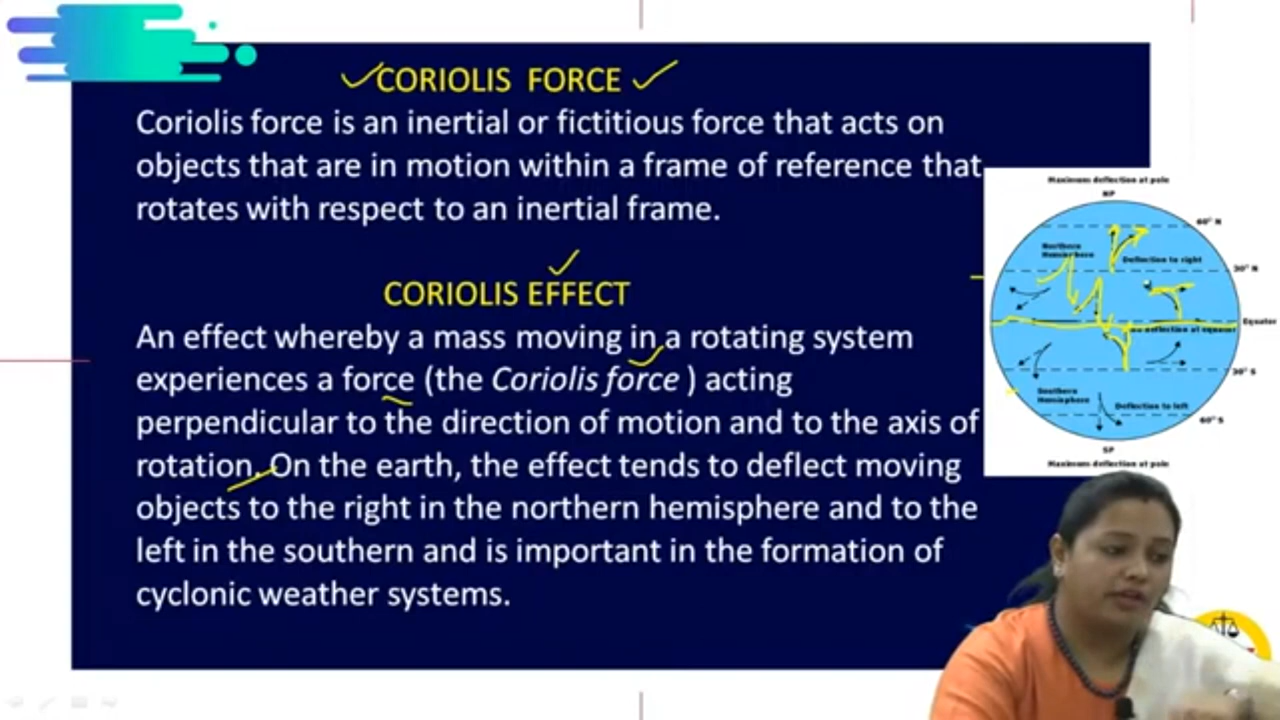 CORIOLIS FORCE
Coriolis force is an inertial or fictitious force that acts on
objects that are in motion within a frame of reference that
rotates with respect to an inertial frame.
CORIOLIS EFFECT
An effect whereby a mass moving in a rotating system
experiences a force (the Coriolis force ) acting
perpendicular to the direction of motion and to the axis of
rotation. On the earth, the effect tends to deflect moving
objects to the right in the northern hemisphere and to the
left in the southern and is important in the formation of
cyclonic weather systems.
Maximum deflection at pole
NP
60° N
Northern
Hemisphere
Deflection to right
30° N
Equator
deflection at equator
30° S
Southern
Hemisphere
Deflection to left
60° S
SP
Maximum deflection at pole